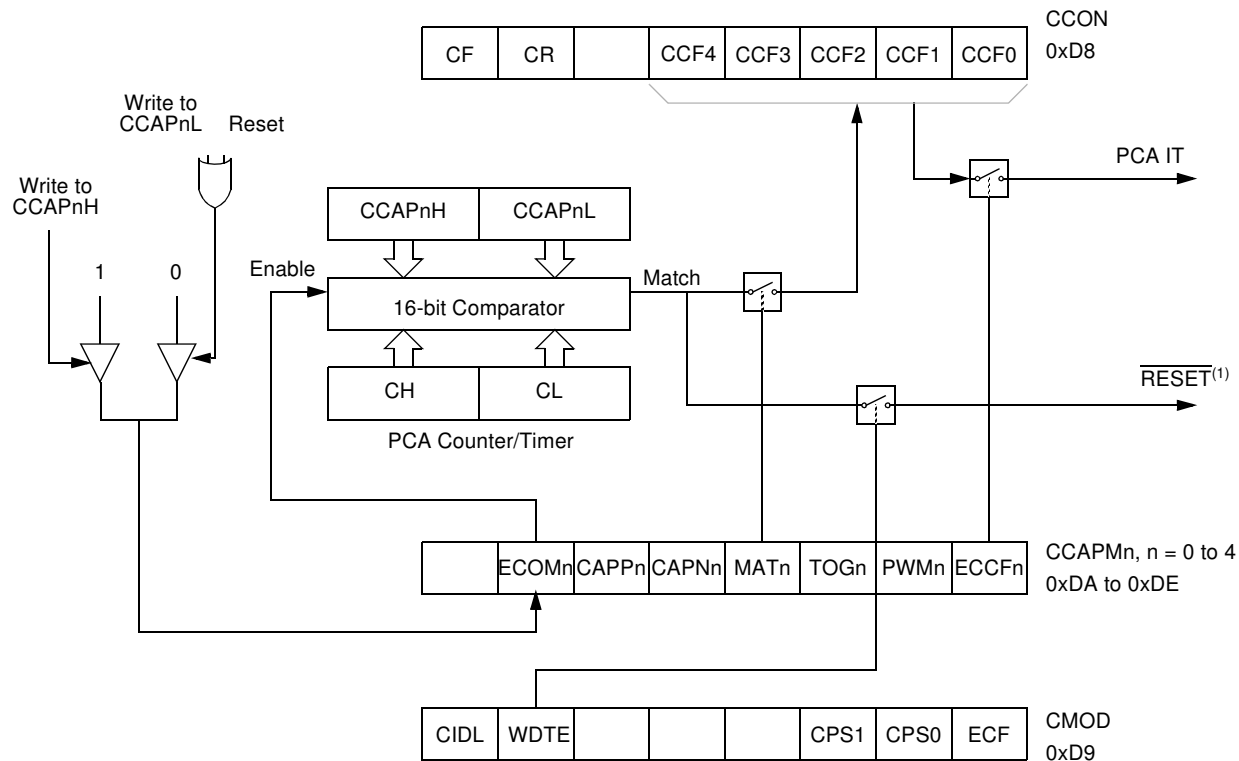 CCON
CF CR CCF4 CCF3 CCF2 CCF1 CCF0
0xD8
Write to
CCAPnL Reset
PCA IT
Write to
CCAPnH
CCAPnH CCAPnL
1 0
Enable
Match
16-bit Comparator
CH CL
RESET(1)
PCA Counter/Timer
ECOMn CAPPn CAPNn MATn TOGn PWMn ECCFn
CCAPMn, n = 0 to 4
0xDA to 0xDE
CIDL WDTE CPS1 CPS0 ECF
CMOD
0xD9